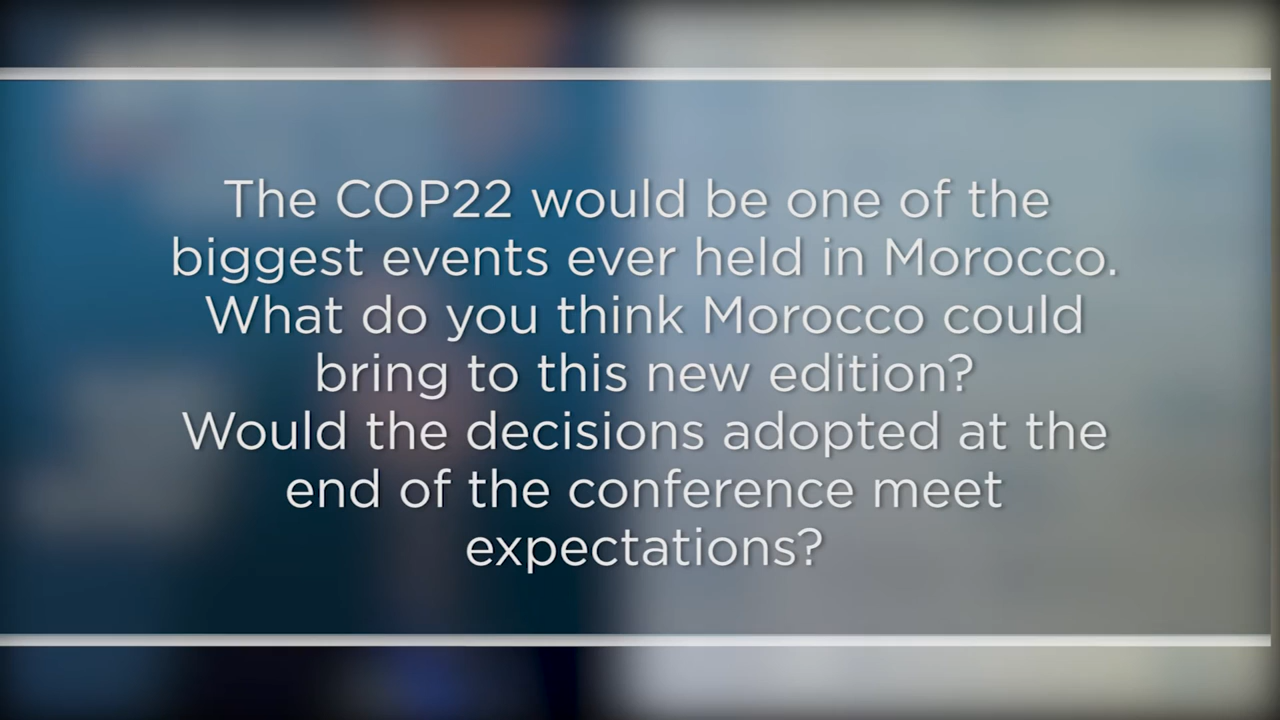 The COP22 would be one of the
biggest events ever held in Morocco.
What do you think Morocco could
bring to this new edition?
Would the decisions adopted at the
end of the conference meet
expectations?